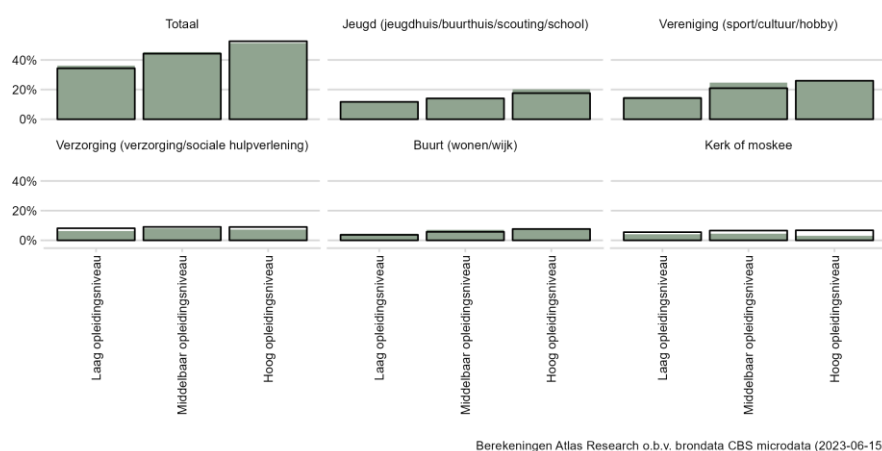 Totaal
Jeugd (jeugdhuis/buurthuis/scouting/school)
Vereniging (sport/cultuur/hobby)
40%
20%
0%
Verzorging (verzorging/sociale hulpverlening)
Buurt (wonen/wijk)
Kerk of moskee
40%
20%
0%
Laag opleidingsniveau
Middelbaar opleidingsniveau
Hoog opleidingsniveau
Laag opleidingsniveau
Middelbaar opleidingsniveau
Hoog opleidingsniveau
Laag opleidingsniveau
Middelbaar opleidingsniveau
Hoog opleidingsniveau
Berekeningen Atlas Research o.b.v. brondata CBS microdata (2023-06-15